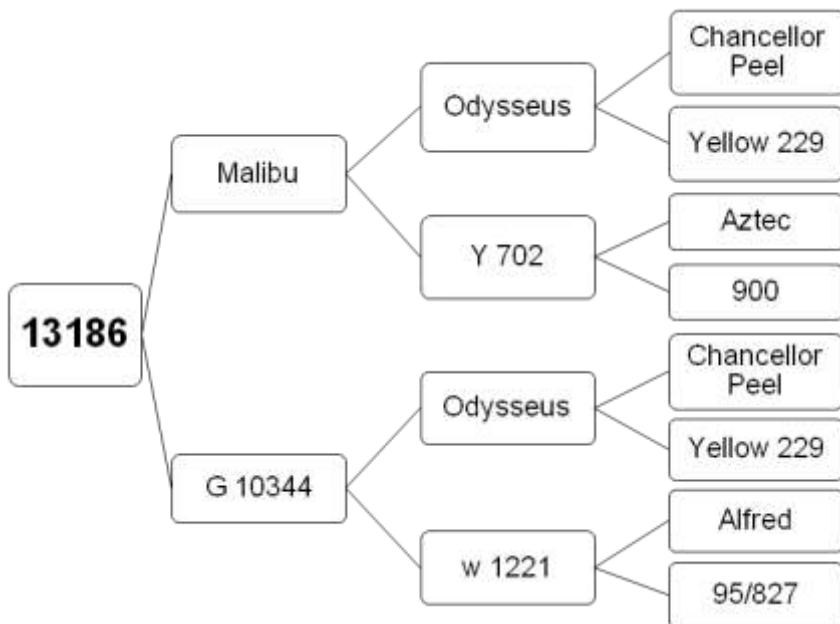 Chancellor
Peel
Odysseus
Yellow 229
Malibu
Aztec
Y 702
900
13186
Chancellor
Peel
Odysseus
Yellow 229
G 10344
Alfred
w 1221
95/827